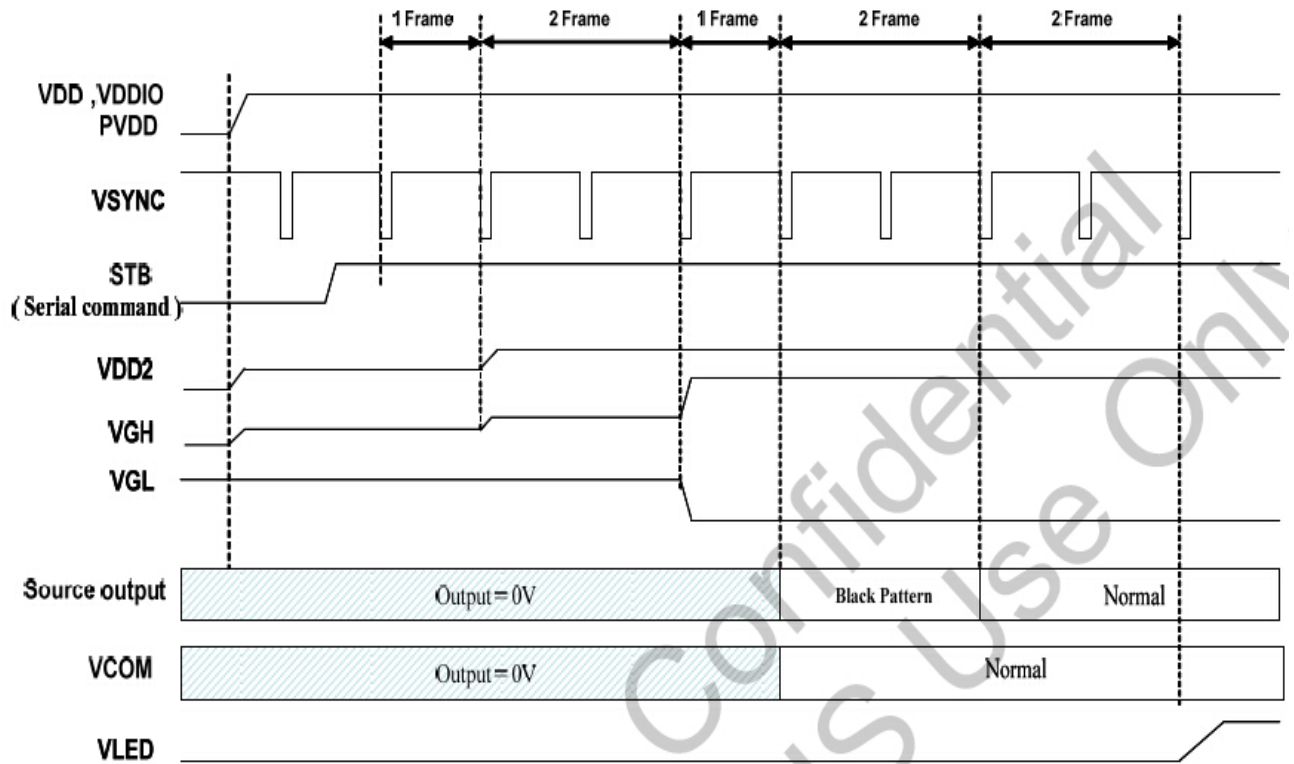 1 Frame
2 Frame
1 Frame
2 Frame
2 Frame
VDD ,VDDIO
PVDD
VSYNC
STB
( Serial command )
VDD2
VGH
VGL
Source output
Output = 0V
Black Pattern
Normal
VCOM
Output = 0V
Normal
VLED
Confidential
Use Only